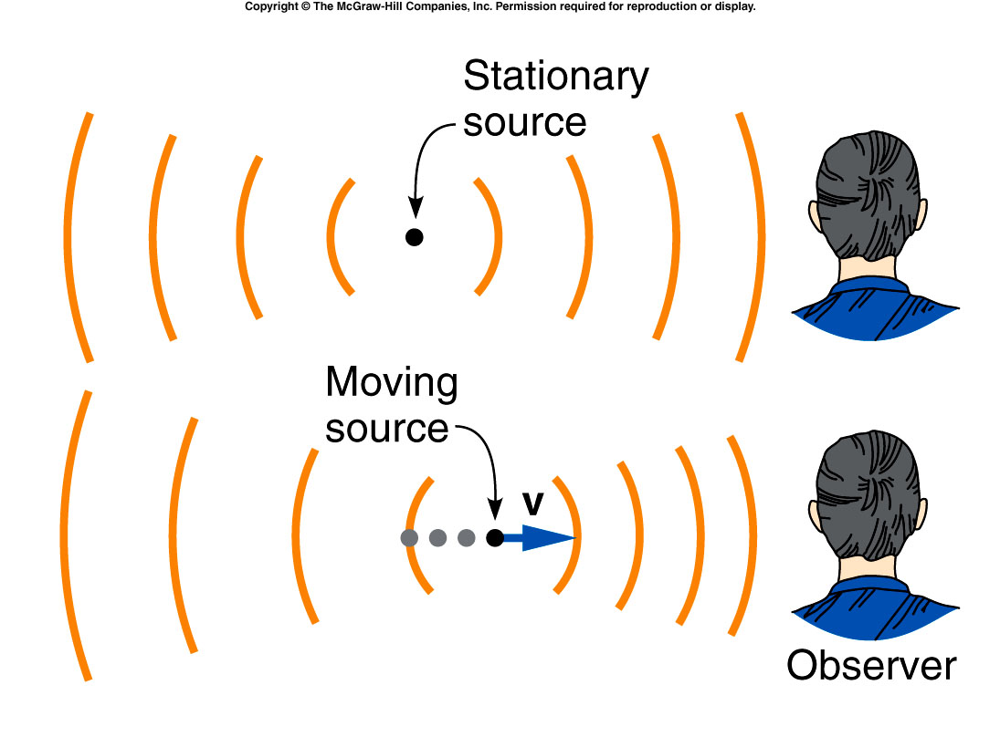 Copyright © The McGraw-Hill Companies, Inc. Permission required for reproduction or display.
Stationary
source
Moving
source
v
Observer